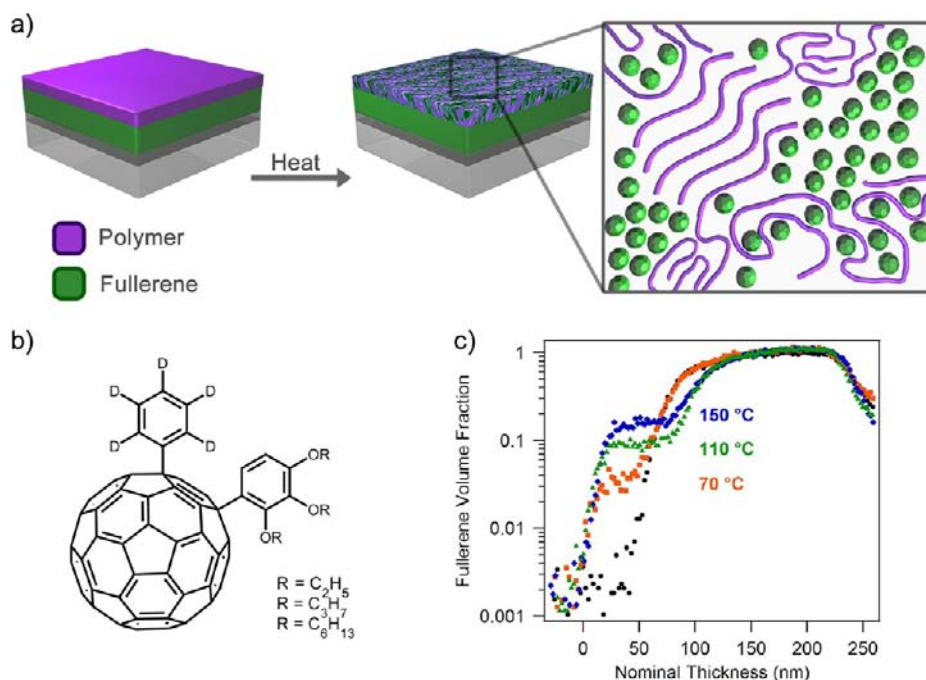 a)
Heat
Polymer
Fullerene
b)
D
D
D
D
D
OR
OR
OR
R = C2H5
R = C3H7
R = C6H13
c)
Fullerene Volume Fraction
1
0.1
0.01
0.001
150 °C
110 °C
70 °C
0 50 100 150 200 250
Nominal Thickness (nm)